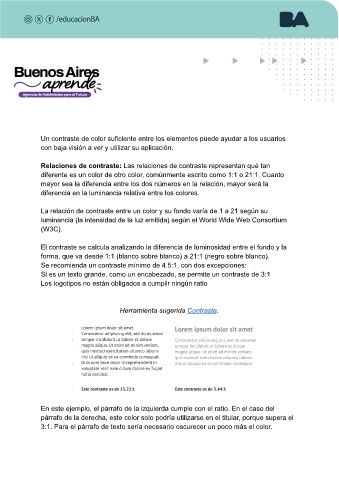 /educacionBA
BA
Buenos Aires
aprende
Agencia de Habilidades para el Futuro
Un contraste de color suficiente entre los elementos puede ayudar a los usuarios
con baja visión a ver y utilizar su aplicación.
Relaciones de contraste: Las relaciones de contraste representan qué tan
diferente es un color de otro color, comúnmente escrito como 1:1 o 21:1. Cuanto
mayor sea la diferencia entre los dos números en la relación, mayor será la
diferencia en la luminancia relativa entre los colores.
La relación de contraste entre un color y su fondo varía de 1 a 21 según su
luminancia (la intensidad de la luz emitida) según el World Wide Web Consortium
(W3C).
El contraste se calcula analizando la diferencia de luminosidad entre el fondo y la
forma, que va desde 1:1 (blanco sobre blanco) a 21:1 (negro sobre blanco).
Se recomienda un contraste mínimo de 4.5:1, con dos excepciones:
Si es un texto grande, como un encabezado, se permite un contraste de 3:1
Los logotipos no están obligados a cumplir ningún ratio
Herramienta sugerida Contraste.
Lorem ipsum dolor sit amet.
Consectetur adipiscing elit, sed do eiusmod
tempor incididunt ut labore et dolore
magna aliqua. Ut enim ad minim veniam,
quis nostrud exercitation ullamco laboris
nisi ut aliquip ex ea commodo consequat.
Duis aute irure dolor in reprehenderit in
voluptate velit esse cillum dolore eu fugiat
nulla pariatur.
Este contraste es de 15.22:1
Lorem ipsum dolor sit amet
Consectetur adipiscing elit, sed do eiusmod
tempor incididunt ut labore et dolore
magna aliqua. Ut enim ad minim veniam,
quis nostrud exercitation ullamco laboris
nisi ut aliquip ex ea commodo consequat.
Este contraste es de 3.44:1
En este ejemplo, el párrafo de la izquierda cumple con el ratio. En el caso del
párrafo de la derecha, este color solo podría utilizarse en el titular, porque supera el
3:1. Para el párrafo de texto sería necesario oscurecer un poco más el color.